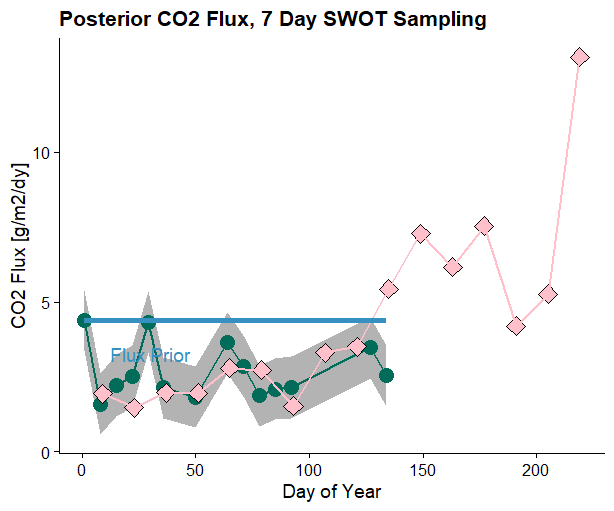 Posterior CO2 Flux, 7 Day SWOT Sampling
CO2 Flux [g/m2/dy]
10
5
0
Flux Prior
0 50 100 150 200
Day of Year